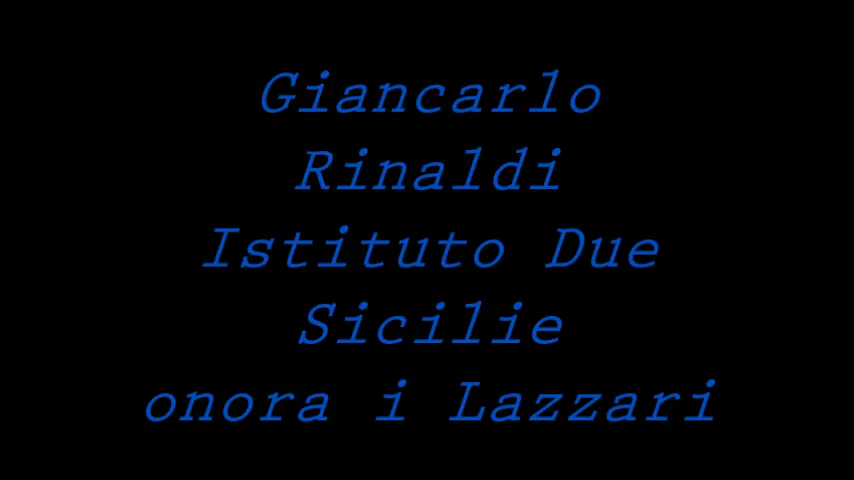 Giancarlo
Rinaldi
Istituto Due
Sicilie
onora i Lazzari